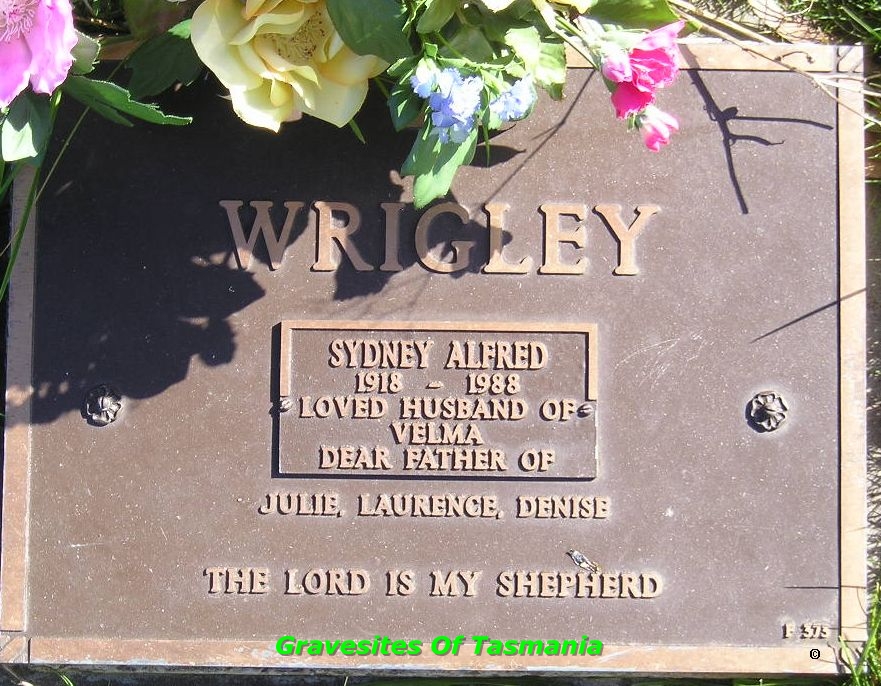 WRIGLEY
SYDNEY ALFRED
1918 - 1988
LOVED HUSBAND OF
VELMA
DEAR FATHER OF
JULIE, LAURENCE, DENISE
THE LORD IS MY SHEPHERD
F 373
Gravesites Of Tasmania
©